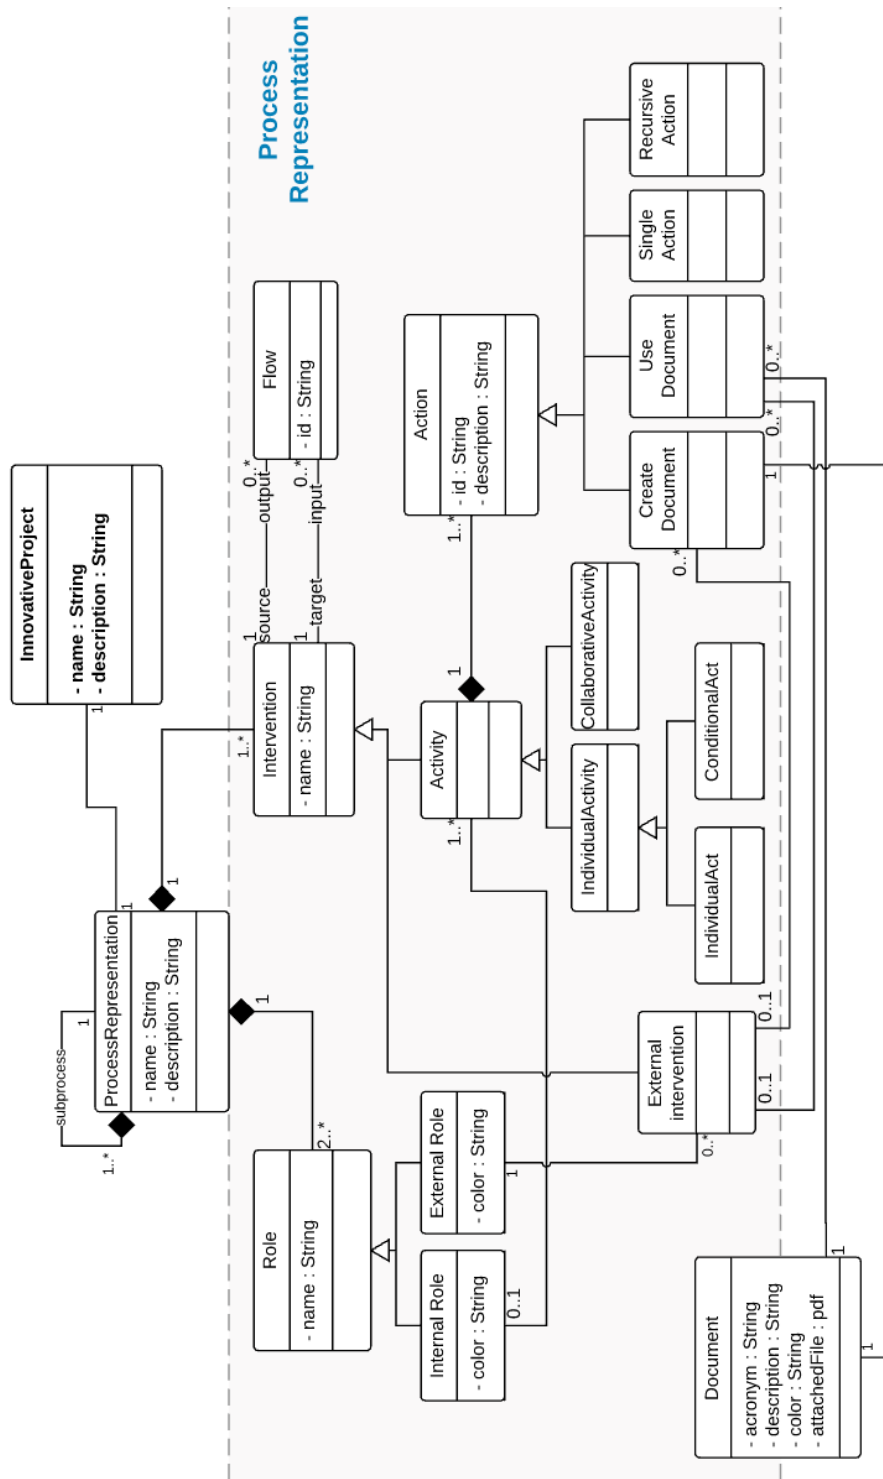 Process
Representation
InnovativeProject
- name : String
- description : String
1
ProcessRepresentation
- name : String
- description : String
1
subprocess
1
1..*
1
1
Intervention
- name : String
1..*
1
source
output
0..*
1
target
input
0..*
Flow
- id : String
Role
- name : String
2..*
Internal Role
- color : String
0..1
External Role
- color : String
1
Activity
1..*
1
Action
- id : String
- description : String
1..*
IndividualActivity
CollaborativeActivity
IndividualAct
ConditionalAct
External
intervention
0..*
0..1
0..1
Create
Document
0..*
1
Use
Document
0..*
0..*
Single
Action
Recursive
Action
Document
- acronym : String
- description : String
- color : String
- attachedFile : pdf
1
1